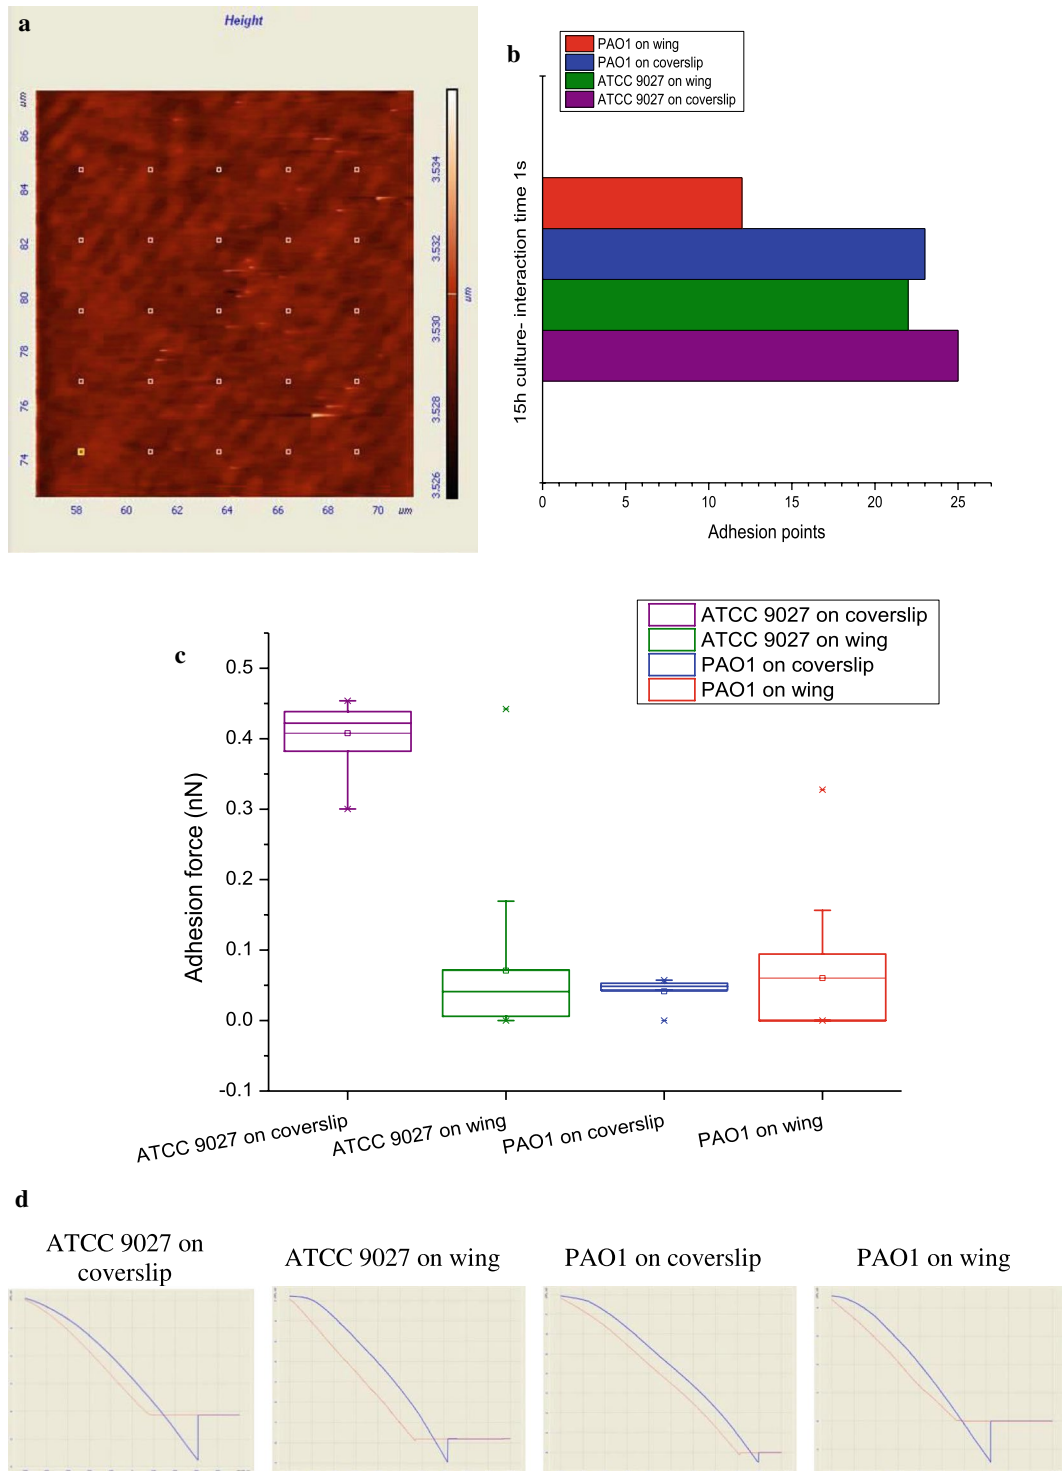 a
Height
µm
86
84
82
80
78
76
74
58 60 62 64 66 68 70 µm
3.534
3.532
3.530
3.528
3.526
µm
b
PAO1 on wing
PAO1 on coverslip
ATCC 9027 on wing
ATCC 9027 on coverslip
15h culture- interaction time 1s
0 5 10 15 20 25
Adhesion points
c
ATCC 9027 on coverslip
ATCC 9027 on wing
PAO1 on coverslip
PAO1 on wing
Adhesion force (nN)
0.5
0.4
0.3
0.2
0.1
0.0
-0.1
ATCC 9027 on coverslip
ATCC 9027 on wing
PAO1 on coverslip
PAO1 on wing
d
ATCC 9027 on
coverslip
ATCC 9027 on wing
PAO1 on coverslip
PAO1 on wing